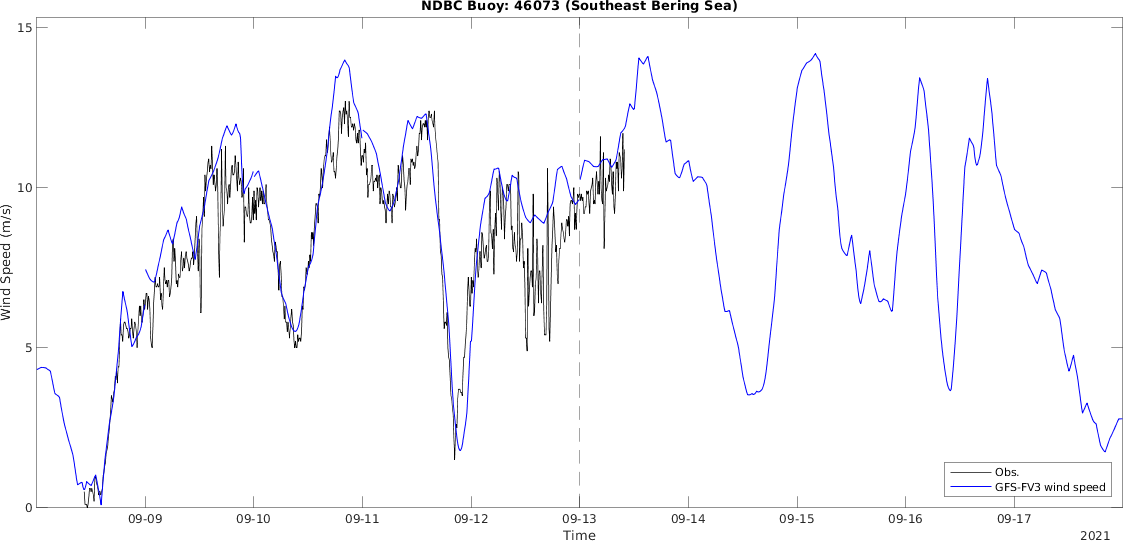 NDBC Buoy: 46073 (Southeast Bering Sea)
Wind Speed (m/s)
15
10
5
0
09-09 09-10 09-11 09-12 09-13 09-14 09-15 09-16 09-17
Time
2021
Obs.
GFS-FV3 wind speed